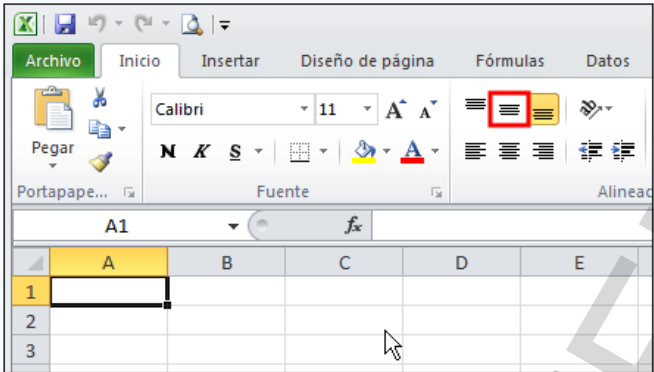 Archivo Inicio Insertar Diseño de página Fórmulas Datos
Calibri 11 A A
Pegar N K S A
Portapape... Fuente Alineac
A1 fx
A B C D E
1
2
3